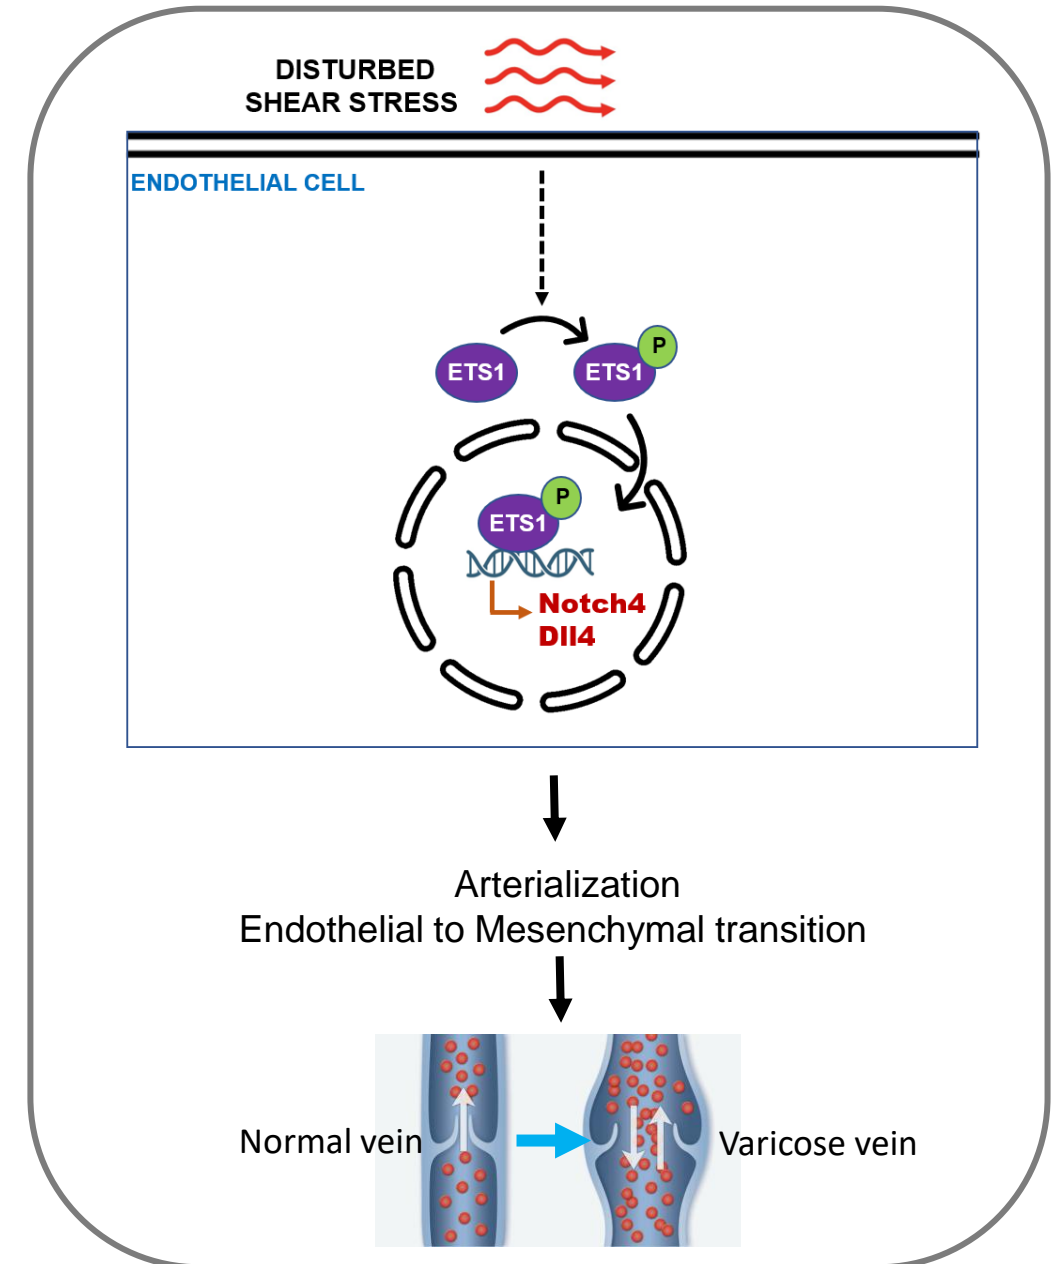 DISTURBED
SHEAR STRESS
ENDOTHELIAL CELL
ETS1
ETS1
P
ETS1
P
Notch4
Dll4
Arterialization
Endothelial to Mesenchymal transition
Normal vein
Varicose vein